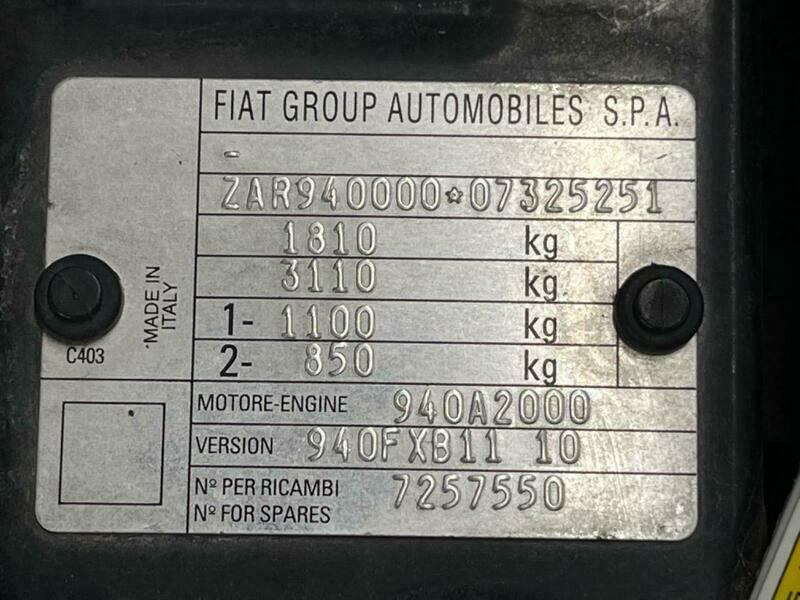 FIAT GROUP AUTOMOBILES S.P.A.
-
ZAR940000*07325251
1810 kg
3110 kg
1- 1100 kg
2- 850 kg
MADE IN
ITALY
C403
MOTORE-ENGINE 940A2000
VERSION 940FXB11 10
Nº PER RICAMBI
Nº FOR SPARES
7257550